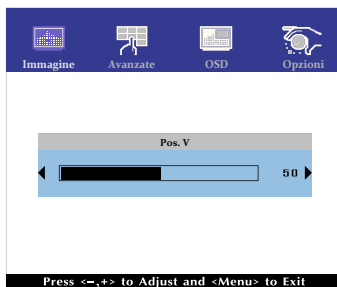 Immagine Avanzate OSD Opzioni
Pos. V
50
Press <−,+> to Adjust and <Menu> to Exit